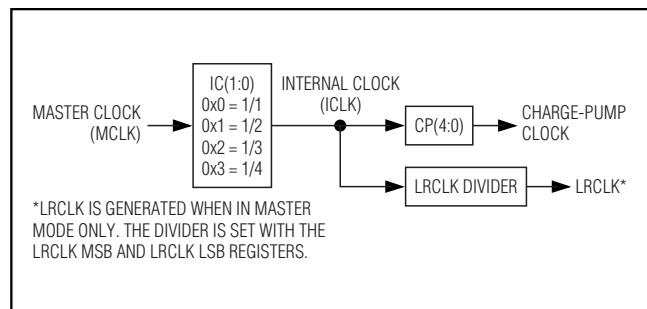 MASTER CLOCK
(MCLK)
IC(1:0)
0x0 = 1/1
0x1 = 1/2
0x2 = 1/3
0x3 = 1/4
INTERNAL CLOCK
(ICLK)
CP(4:0)
CHARGE-PUMP
CLOCK
LRCLK DIVIDER
LRCLK*
*LRCLK IS GENERATED WHEN IN MASTER
MODE ONLY. THE DIVIDER IS SET WITH THE
LRCLK MSB AND LRCLK LSB REGISTERS.